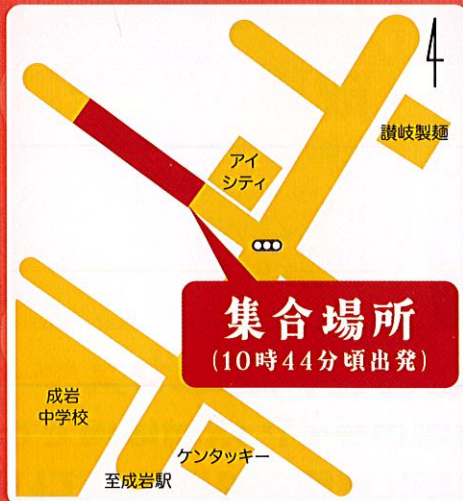 讃岐製麺
アイ
シティ
集合場所
(10時44分頃出発)
成岩
中学校
ケンタッキー
至成岩駅